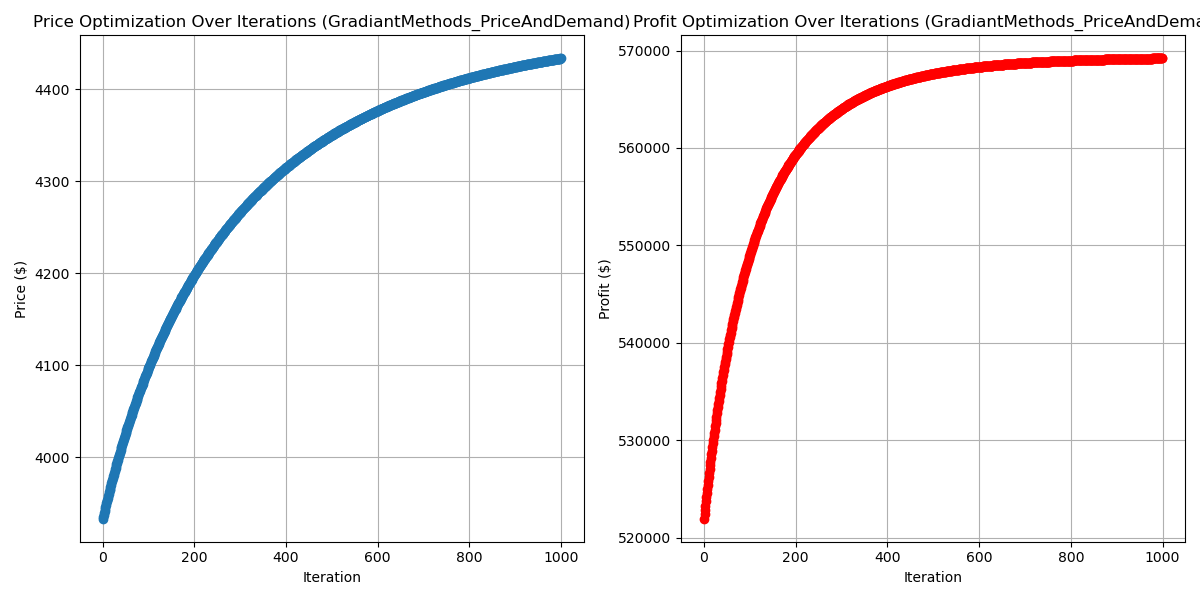 Price Optimization Over Iterations (GradiantMethods_PriceAndDemand)
4400
4300
4200
4100
4000
Price ($)
0 200 400 600 800 1000
Iteration
Profit Optimization Over Iterations (GradiantMethods_PriceAndDema
570000
560000
550000
540000
530000
520000
Profit ($)
0 200 400 600 800 1000
Iteration